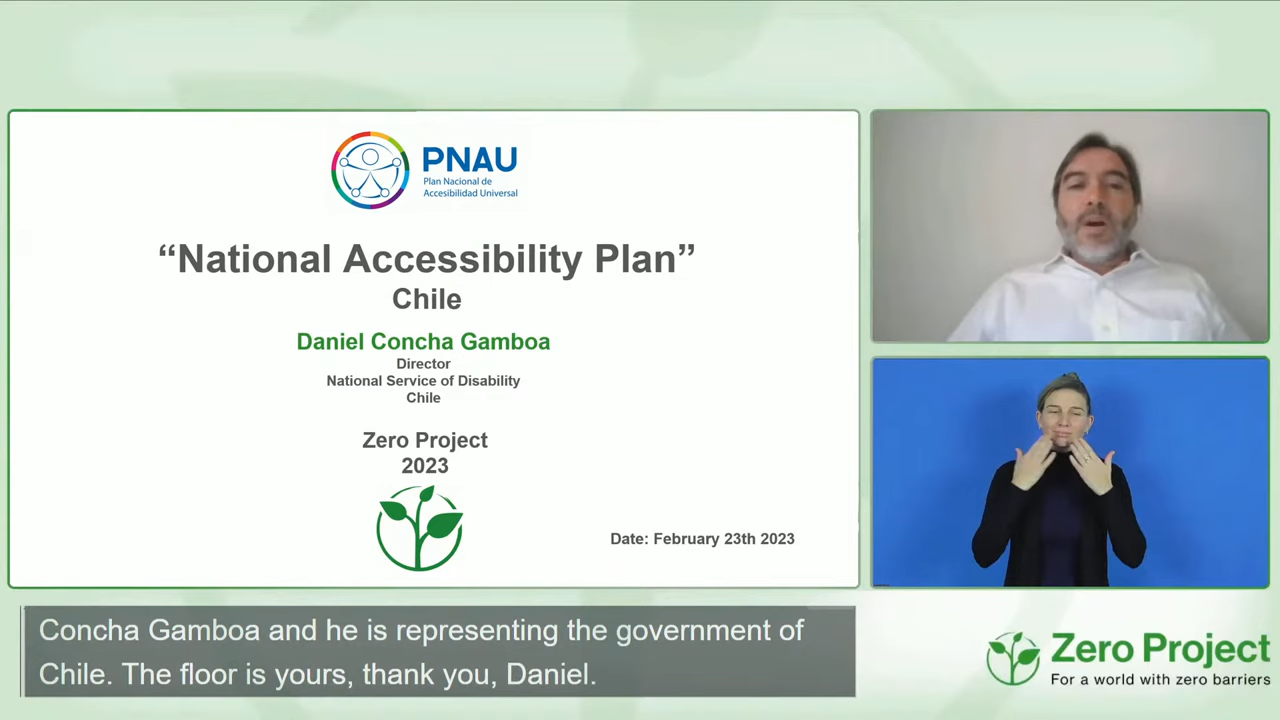 PNAU
Plan Nacional de
Accesibilidad Universal
“National Accessibility Plan”
Chile
Daniel Concha Gamboa
Director
National Service of Disability
Chile
Zero Project
2023
Date: February 23th 2023
Concha Gamboa and he is representing the government of
Chile. The floor is yours, thank you, Daniel.
Zero Project
For a world with zero barriers